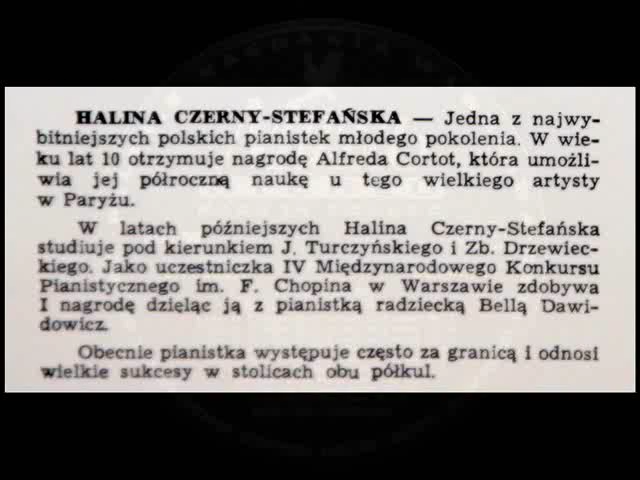 HALINA CZERNY-STEFAŃSKA — Jedna z najwy-
bitniejszych polskich pianistek młodego pokolenia. W wie-
ku lat 10 otrzymuje nagrodę Alfreda Cortot, która umożli-
wia jej półroczną naukę u tego wielkiego artysty
w Paryżu.
W latach późniejszych Halina Czerny-Stefańska
studiuje pod kierunkiem J. Turczyńskiego i Zb. Drzewiec-
kiego. Jako uczestniczka IV Międzynarodowego Konkursu
Pianistycznego im. F. Chopina w Warszawie zdobywa
I nagrodę dzieląc ją z pianistką radziecką Bellą Dawi-
dowicz.
Obecnie pianistka występuje często za granicą i odnosi
wielkie sukcesy w stolicach obu półkul.